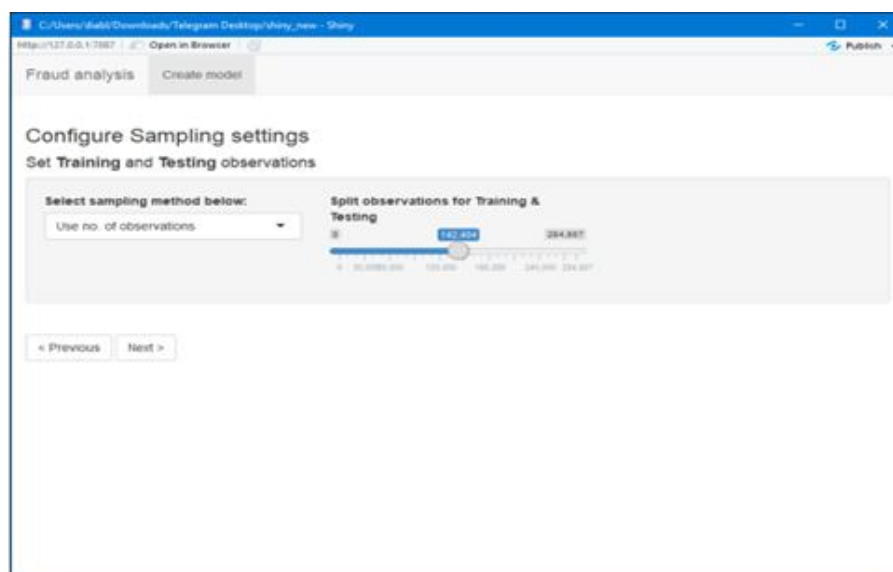 C:/Users/diabl/Downloads/Telegram Desktop/shiny_new - Shiny
http://127.0.0.1:7887 Open in Browser Publish
Fraud analysis Create model
Configure Sampling settings
Set Training and Testing observations
Select sampling method below:
Use no. of observations
Split observations for Training &
Testing
0 142,404 284,807
< Previous Next >